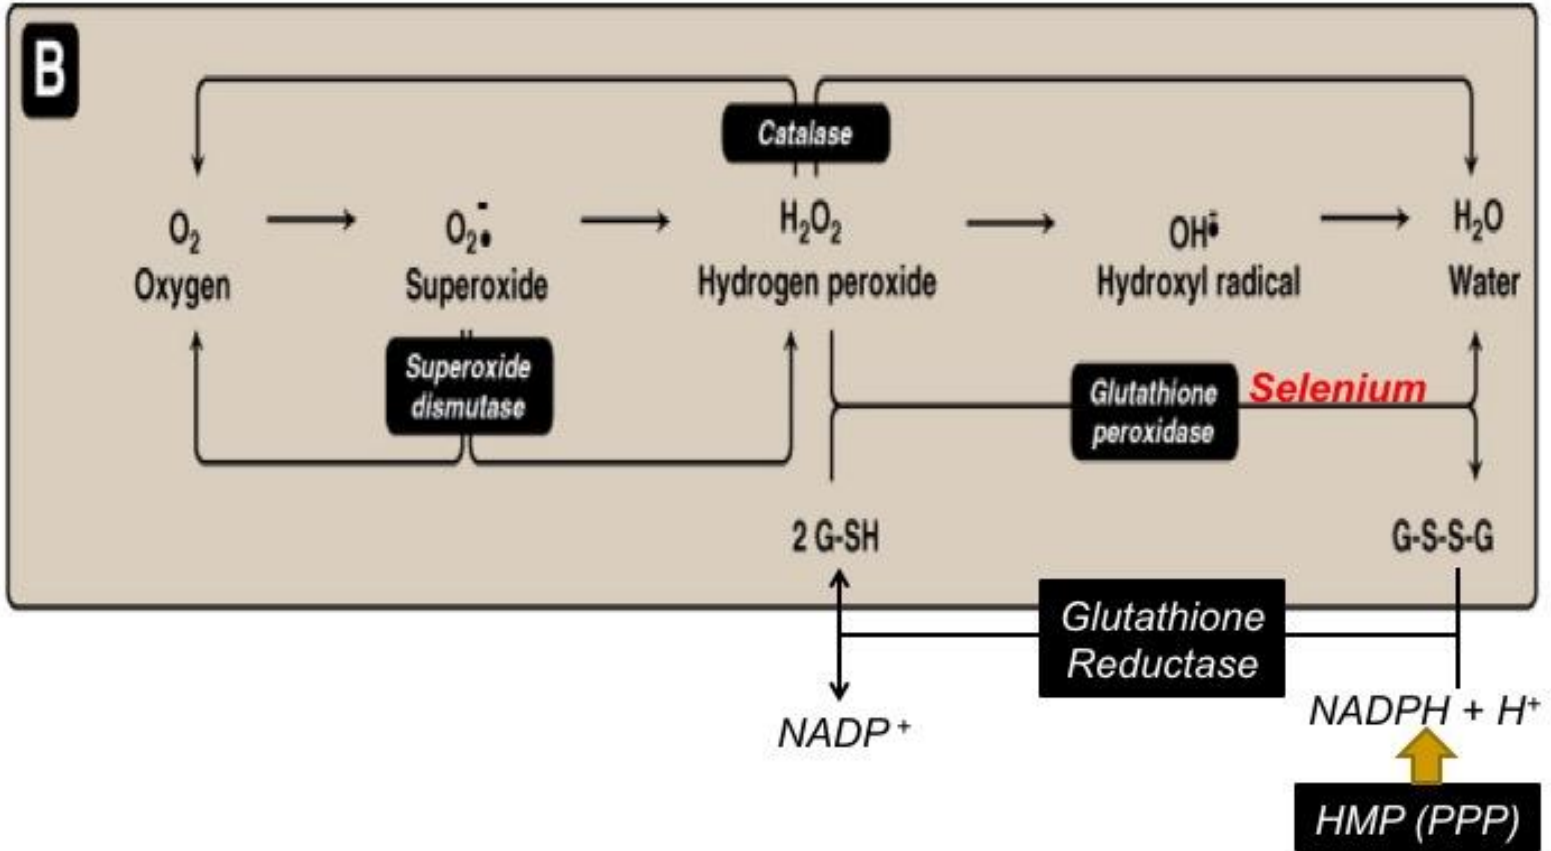 B
Catalase
O₂
Oxygen
O₂•⁻
Superoxide
H₂O₂
Hydrogen peroxide
OH•⁻
Hydroxyl radical
H₂O
Water
Superoxide
dismutase
Glutathione
peroxidase
Selenium
2 G-SH
G-S-S-G
Glutathione
Reductase
NADP⁺
NADPH + H⁺
HMP (PPP)